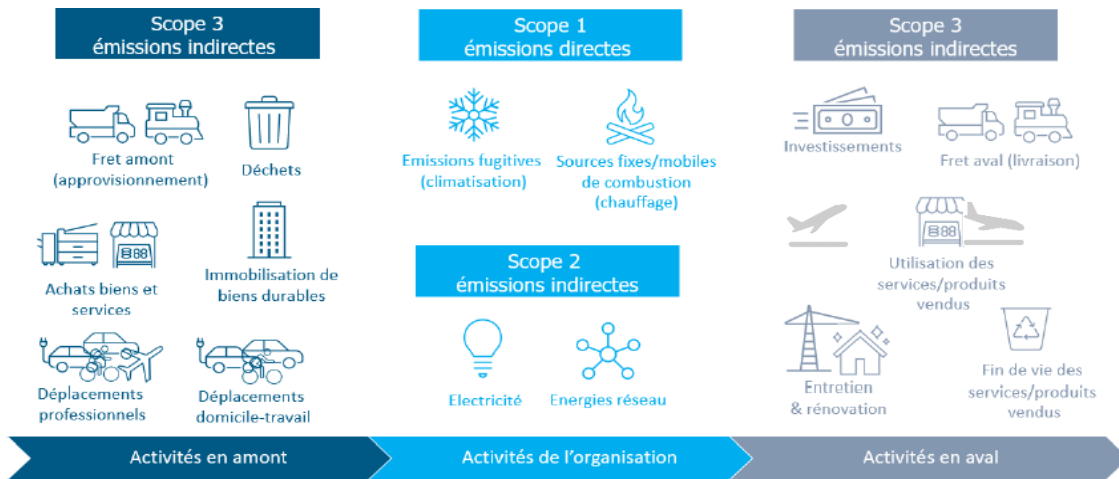 Scope 3
émissions indirectes
Fret amont
(approvisionnement)
Déchets
Achats biens et
services
Immobilisation de
biens durables
Déplacements
professionnels
Déplacements
domicile-travail
Activités en amont
Scope 1
émissions directes
Emissions fugitives
(climatisation)
Sources fixes/mobiles
de combustion
(chauffage)
Scope 2
émissions indirectes
Electricité
Energies réseau
Activités de l'organisation
Scope 3
émissions indirectes
Investissements
Fret aval (livraison)
Utilisation des
services/produits
vendus
Entretien
& rénovation
Fin de vie des
services/produits
vendus
Activités en aval